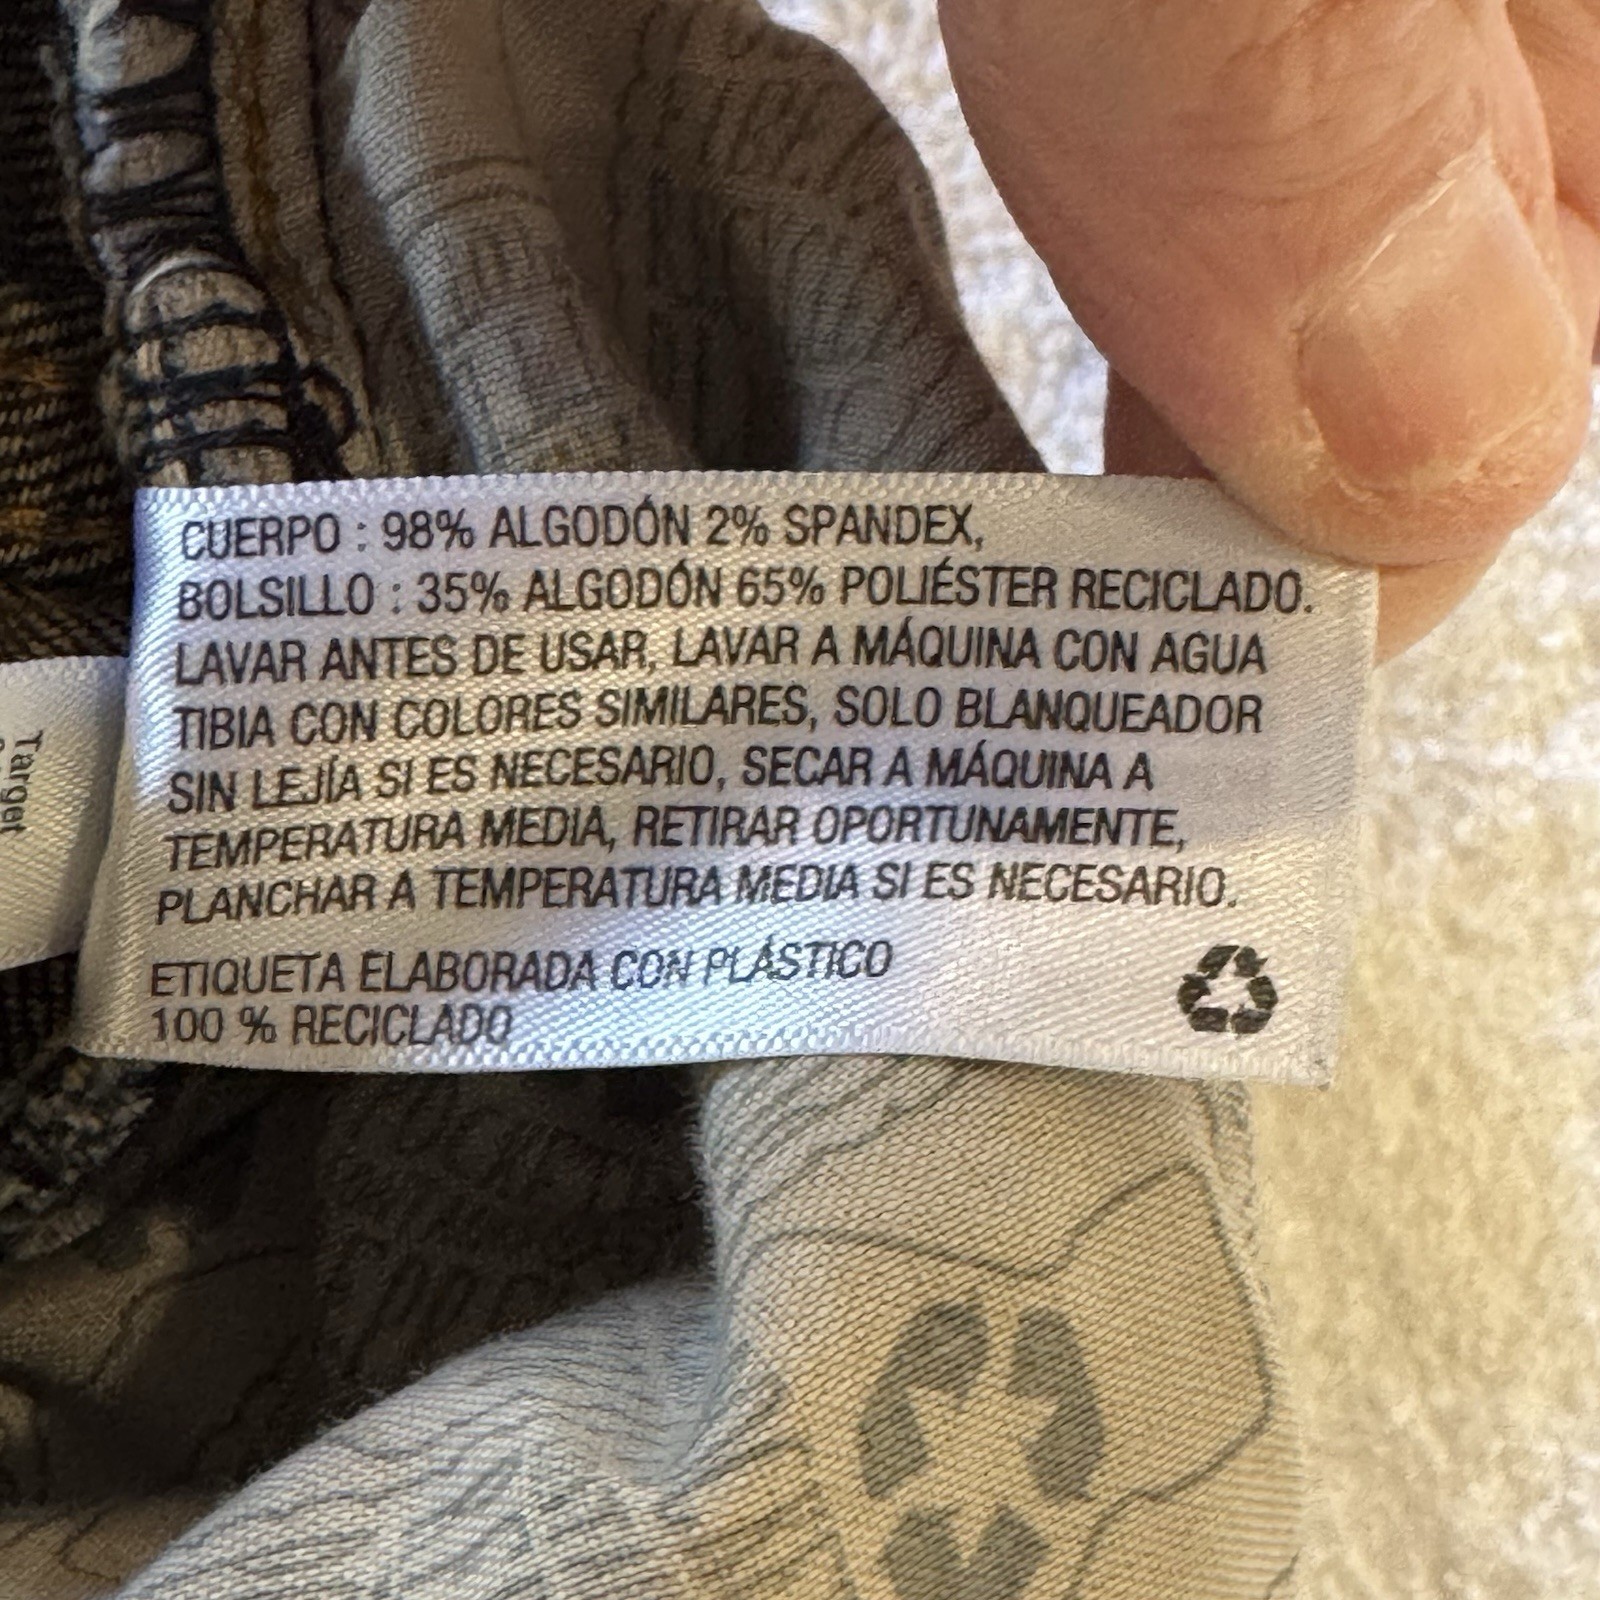 CUERPO : 98% ALGODÓN 2% SPANDEX,
BOLSILLO : 35% ALGODÓN 65% POLIÉSTER RECICLADO.
LAVAR ANTES DE USAR, LAVAR A MÁQUINA CON AGUA
TIBIA CON COLORES SIMILARES, SOLO BLANQUEADOR
SIN LEJÍA SI ES NECESARIO, SECAR A MÁQUINA A
TEMPERATURA MEDIA, RETIRAR OPORTUNAMENTE,
PLANCHAR A TEMPERATURA MEDIA SI ES NECESARIO.
ETIQUETA ELABORADA CON PLÁSTICO
100 % RECICLADO
Target